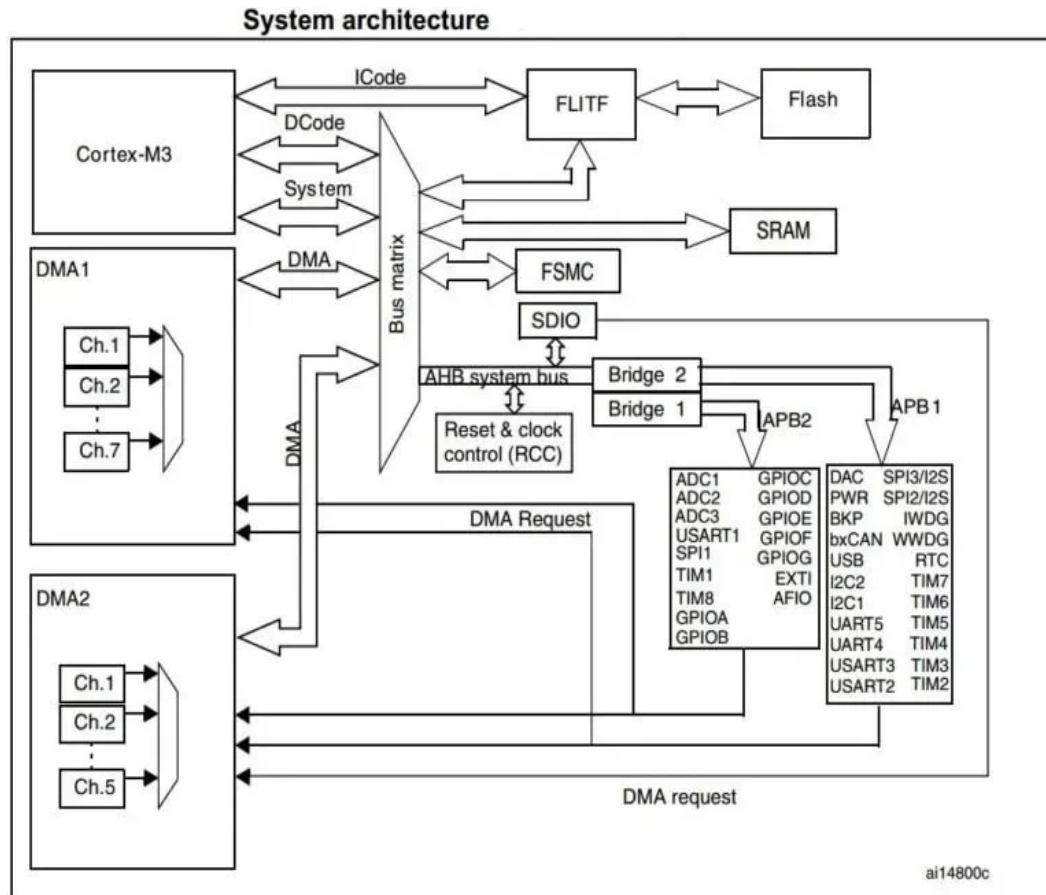 System architecture
ICode
FLITF
Flash
Cortex-M3
DCode
System
SRAM
DMA1
DMA
Bus matrix
FSMC
SDIO
Ch.1
Ch.2
Ch.7
AHB system bus
Bridge 2
Bridge 1
APB2
APB1
Reset & clock
control (RCC)
DMA
DMA Request
ADC1 GPIOC
ADC2 GPIOD
ADC3 GPIOE
USART1 GPIOF
SPI1 GPIOG
TIM1 EXTI
TIM8 AFIO
GPIOA
GPIOB
DAC SPI3/I2S
PWR SPI2/I2S
BKP IWDG
bxCAN WWDG
USB RTC
I2C2 TIM7
I2C1 TIM6
UART5 TIM5
UART4 TIM4
USART3 TIM3
USART2 TIM2
DMA2
Ch.1
Ch.2
Ch.5
DMA request
ai14800c